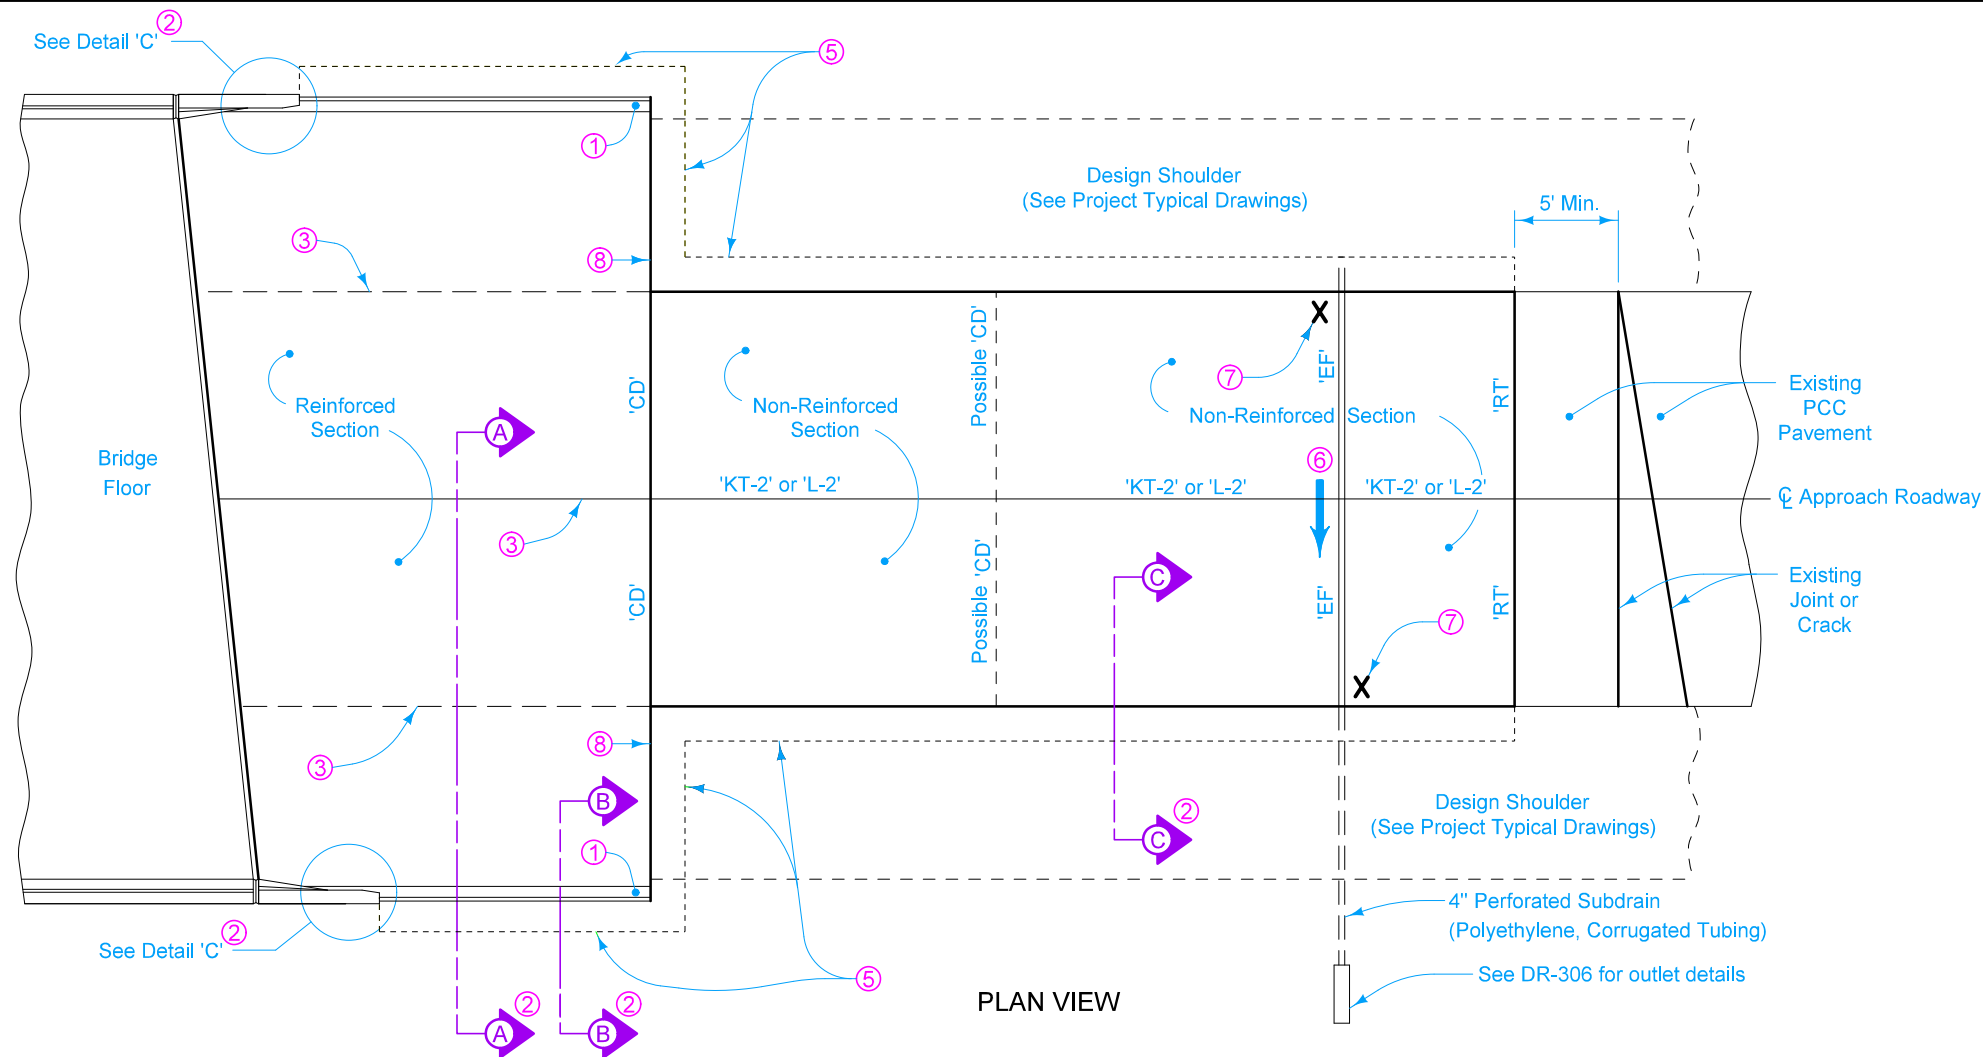 ②
See Detail 'C'
⑤
①
Design Shoulder
(See Project Typical Drawings)
5' Min.
③
⑧
Reinforced
Section
'CD'
Non-Reinforced
Section
Possible 'CD'
⑦
'EF'
Non-Reinforced Section
'RT'
Existing
PCC
Pavement
A
Bridge
Floor
⑥
'KT-2' or 'L-2'
'KT-2' or 'L-2'
'KT-2' or 'L-2'
℄ Approach Roadway
③
'CD'
Possible 'CD'
C
'EF'
'RT'
⑦
Existing
Joint or
Crack
⑧
③
B
②
C
Design Shoulder
(See Project Typical Drawings)
①
4" Perforated Subdrain
(Polyethylene, Corrugated Tubing)
②
See Detail 'C'
⑤
See DR-306 for outlet details
PLAN VIEW
②
A
②
B